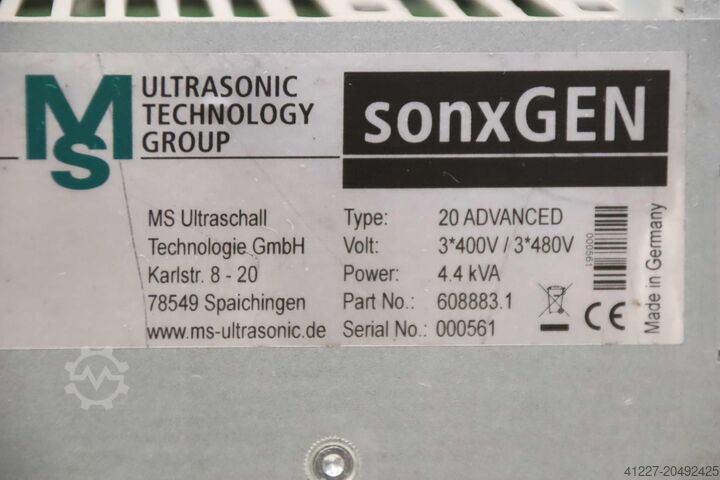 MS
ULTRASONIC
TECHNOLOGY
GROUP
sonxGEN
MS Ultraschall
Technologie GmbH
Karlstr. 8 - 20
78549 Spaichingen
www.ms-ultrasonic.de
Type: 20 ADVANCED
Volt: 3*400V / 3*480V
Power: 4.4 kVA
Part No.: 608883.1
Serial No.: 000561
000561
CE
Made in Germany
41227-20492425